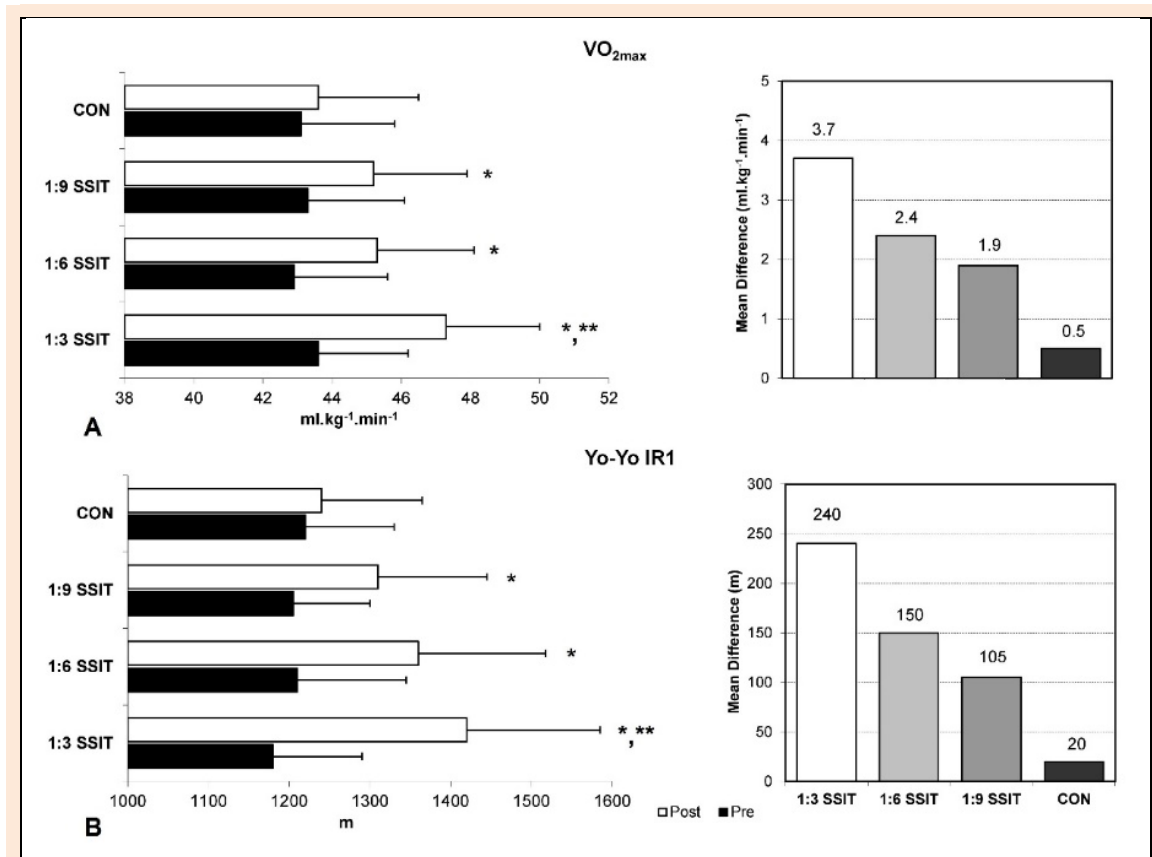 VO₂max
CON
1:9 SSIT
*
1:6 SSIT
*
1:3 SSIT
*,**
38 40 42 44 46 48 50 52
ml.kg⁻¹.min⁻¹
A
Mean Difference (ml.kg⁻¹.min⁻¹)
5
4
3
2
1
0
3.7
2.4
1.9
0.5
Yo-Yo IR1
CON
1:9 SSIT
*
1:6 SSIT
*
1:3 SSIT
*,**
1000 1100 1200 1300 1400 1500 1600
m
B
Post Pre
Mean Difference (m)
300
250
200
150
100
50
0
240
150
105
20
1:3 SSIT 1:6 SSIT 1:9 SSIT CON